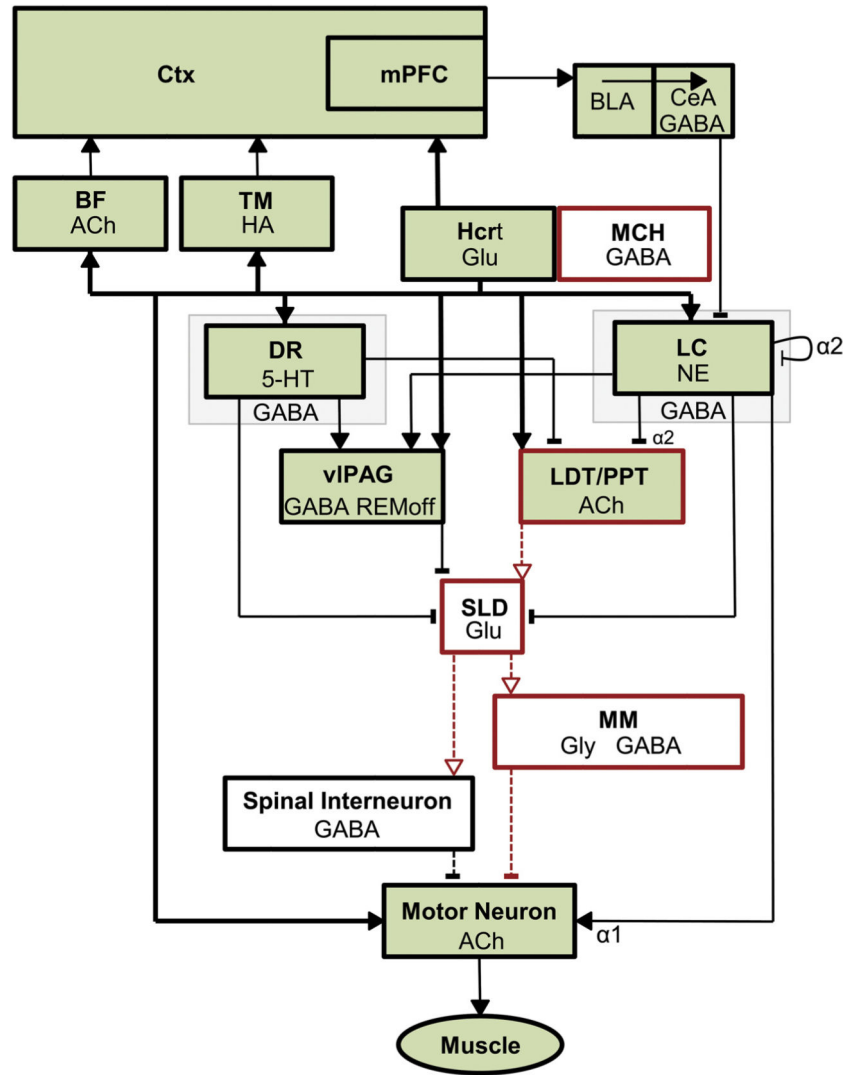 Ctx
mPFC
BLA
CeA
GABA
BF
ACh
TM
HA
Hcrt
Glu
MCH
GABA
DR
5-HT
GABA
LC
NE
α2
GABA
α2
vlPAG
GABA REMoff
LDT/PPT
ACh
SLD
Glu
MM
Gly GABA
Spinal Interneuron
GABA
Motor Neuron
ACh
α1
Muscle